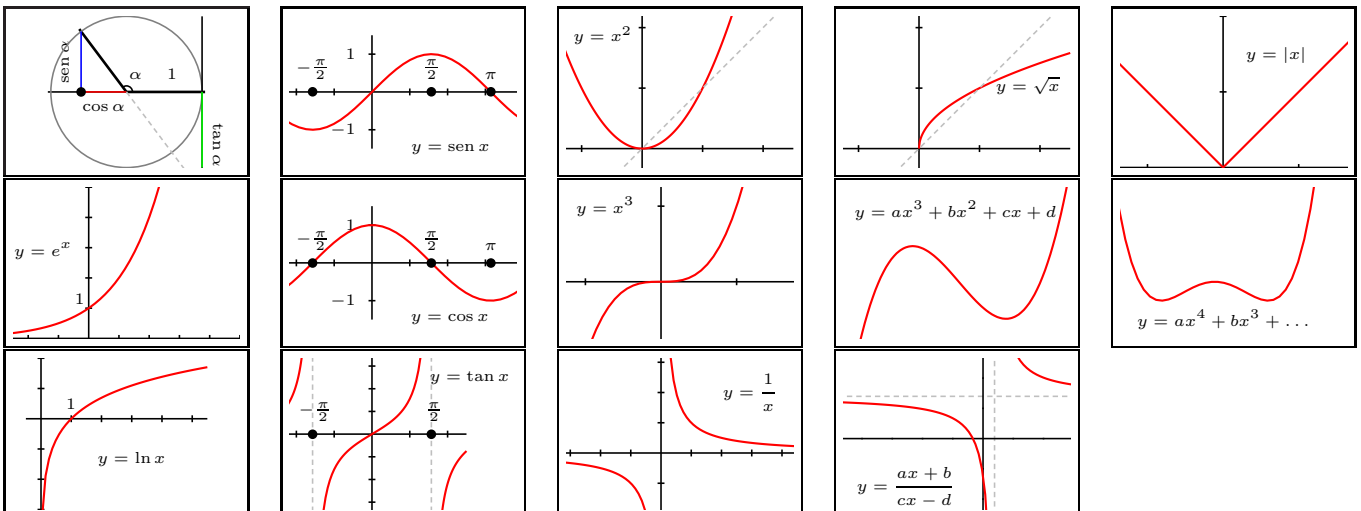 sen α
α
1
cos α
tan α
1
−π/2
π/2
π
−1
y = sen x
y = x²
y = √x
y = |x|
y = eˣ
1
1
−π/2
π/2
π
−1
y = cos x
y = x³
y = ax³ + bx² + cx + d
y = ax⁴ + bx³ + . . .
1
y = ln x
y = tan x
−π/2
π/2
y = 1/x
y = (ax + b)/(cx − d)